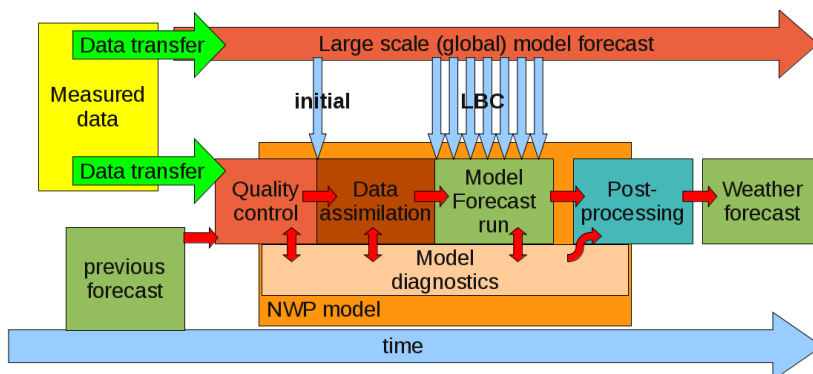 Data transfer
Large scale (global) model forecast
Measured
data
initial
LBC
Data transfer
Quality
control
Data
assimilation
Model
Forecast
run
Post-
processing
Weather
forecast
previous
forecast
Model
diagnostics
NWP model
time